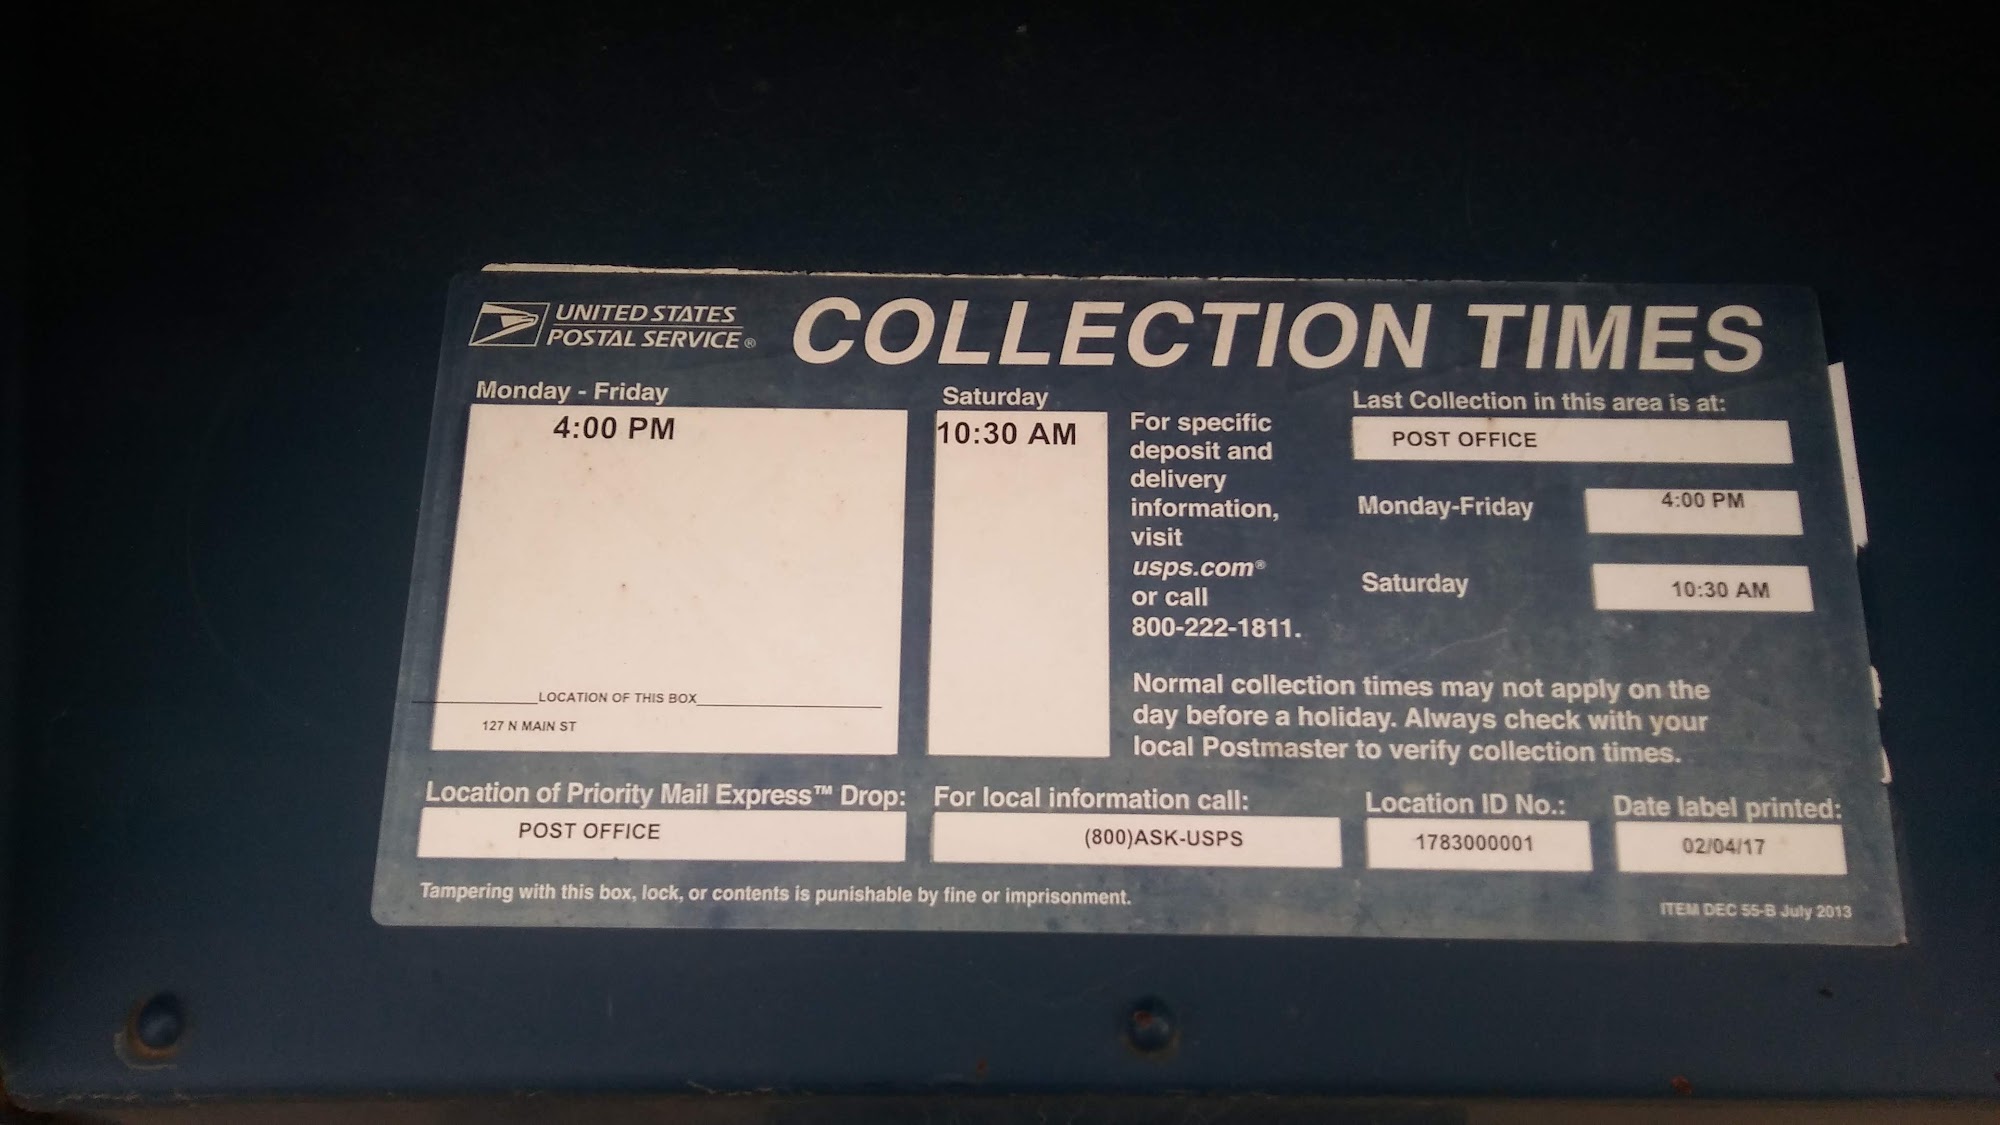 UNITED STATES
POSTAL SERVICE®
COLLECTION TIMES
Monday - Friday
4:00 PM
LOCATION OF THIS BOX
127 N MAIN ST
Saturday
10:30 AM
For specific
deposit and
delivery
information,
visit
usps.com®
or call
800-222-1811.
Last Collection in this area is at:
POST OFFICE
Monday-Friday
4:00 PM
Saturday
10:30 AM
Normal collection times may not apply on the
day before a holiday. Always check with your
local Postmaster to verify collection times.
Location of Priority Mail Express™ Drop:
POST OFFICE
For local information call:
(800)ASK-USPS
Location ID No.:
1783000001
Date label printed:
02/04/17
Tampering with this box, lock, or contents is punishable by fine or imprisonment.
ITEM DEC 55-B July 2013